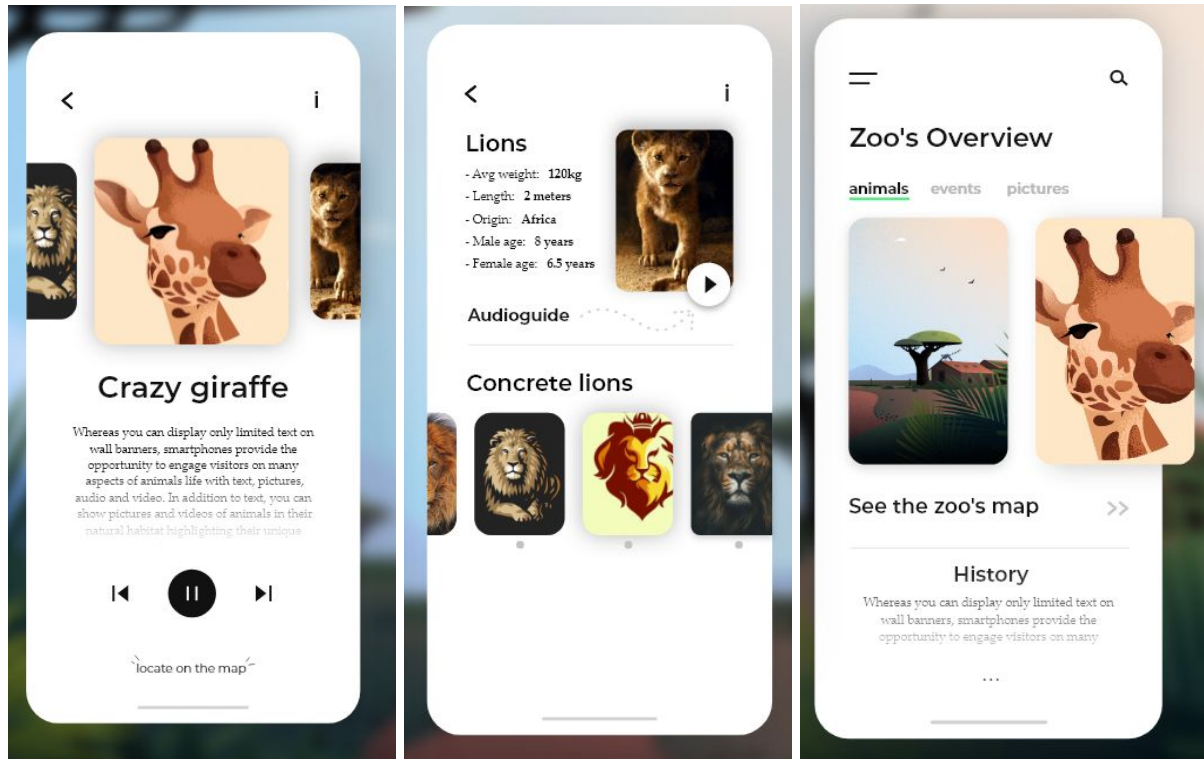 i
Crazy giraffe
Whereas you can display only limited text on
wall banners, smartphones provide the
opportunity to engage visitors on many
aspects of animals life with text, pictures,
audio and video. In addition to text, you can
show pictures and videos of animals in their
natural habitat highlighting their unique
locate on the map
i
Lions
- Avg weight: 120kg
- Length: 2 meters
- Origin: Africa
- Male age: 8 years
- Female age: 6.5 years
Audioguide
Concrete lions
Zoo's Overview
animals events pictures
See the zoo's map >>
History
Whereas you can display only limited text on
wall banners, smartphones provide the
opportunity to engage visitors on many
...